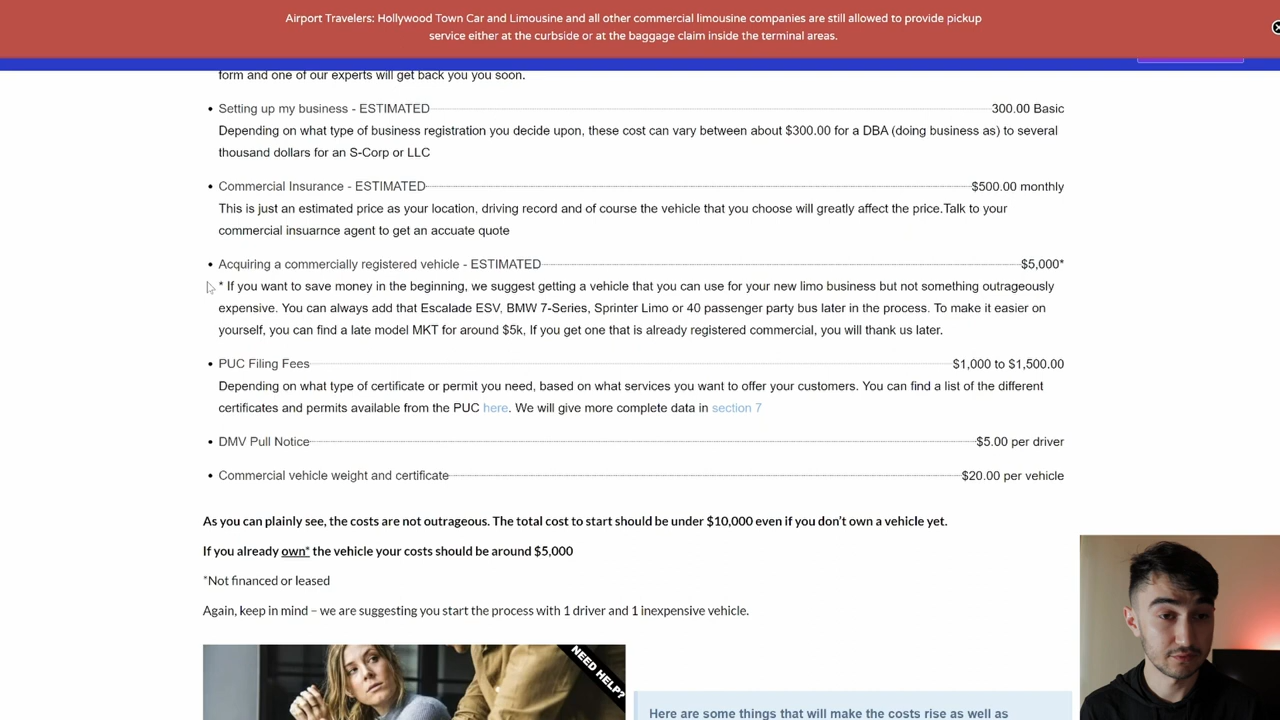 Airport Travelers: Hollywood Town Car and Limousine and all other commercial limousine companies are still allowed to provide pickup
service either at the curbside or at the baggage claim inside the terminal areas.
form and one of our experts will get back you you soon.
• Setting up my business - ESTIMATED 300.00 Basic
Depending on what type of business registration you decide upon, these cost can vary between about $300.00 for a DBA (doing business as) to several
thousand dollars for an S-Corp or LLC
• Commercial Insurance - ESTIMATED $500.00 monthly
This is just an estimated price as your location, driving record and of course the vehicle that you choose will greatly affect the price.Talk to your
commercial insuarnce agent to get an accuate quote
• Acquiring a commercially registered vehicle - ESTIMATED $5,000*
* If you want to save money in the beginning, we suggest getting a vehicle that you can use for your new limo business but not something outrageously
expensive. You can always add that Escalade ESV, BMW 7-Series, Sprinter Limo or 40 passenger party bus later in the process. To make it easier on
yourself, you can find a late model MKT for around $5k, If you get one that is already registered commercial, you will thank us later.
• PUC Filing Fees $1,000 to $1,500.00
Depending on what type of certificate or permit you need, based on what services you want to offer your customers. You can find a list of the different
certificates and permits available from the PUC here. We will give more complete data in section 7
• DMV Pull Notice $5.00 per driver
• Commercial vehicle weight and certificate $20.00 per vehicle
As you can plainly see, the costs are not outrageous. The total cost to start should be under $10,000 even if you don't own a vehicle yet.
If you already own* the vehicle your costs should be around $5,000
*Not financed or leased
Again, keep in mind – we are suggesting you start the process with 1 driver and 1 inexpensive vehicle.
NEED HELP?
Here are some things that will make the costs rise as well as